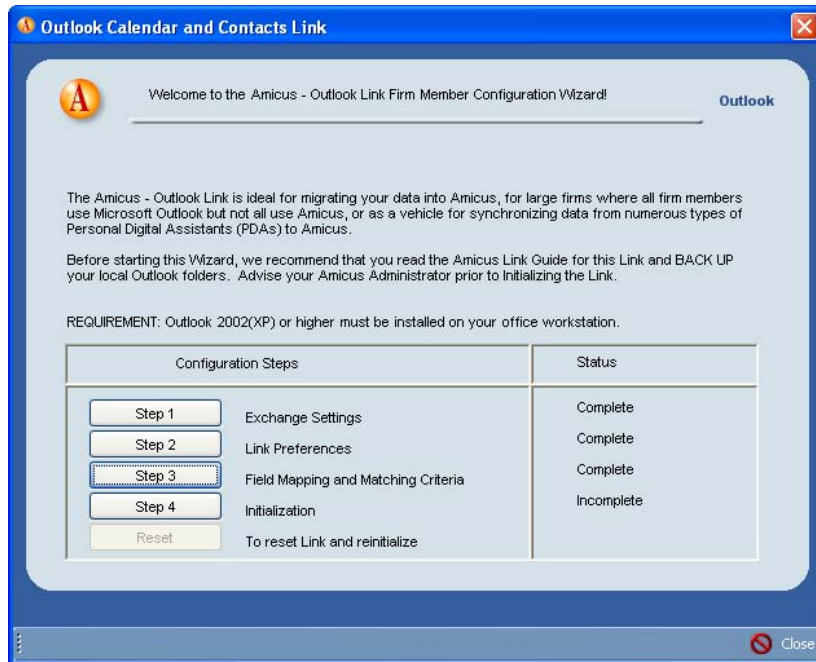 Outlook Calendar and Contacts Link
Welcome to the Amicus - Outlook Link Firm Member Configuration Wizard!
Outlook
The Amicus - Outlook Link is ideal for migrating your data into Amicus, for large firms where all firm members
use Microsoft Outlook but not all use Amicus, or as a vehicle for synchronizing data from numerous types of
Personal Digital Assistants (PDAs) to Amicus.
Before starting this Wizard, we recommend that you read the Amicus Link Guide for this Link and BACK UP
your local Outlook folders. Advise your Amicus Administrator prior to Initializing the Link.
REQUIREMENT: Outlook 2002(XP) or higher must be installed on your office workstation.
Configuration Steps Status
Step 1 Exchange Settings Complete
Step 2 Link Preferences Complete
Step 3 Field Mapping and Matching Criteria Complete
Step 4 Initialization Incomplete
Reset To reset Link and reinitialize
Close